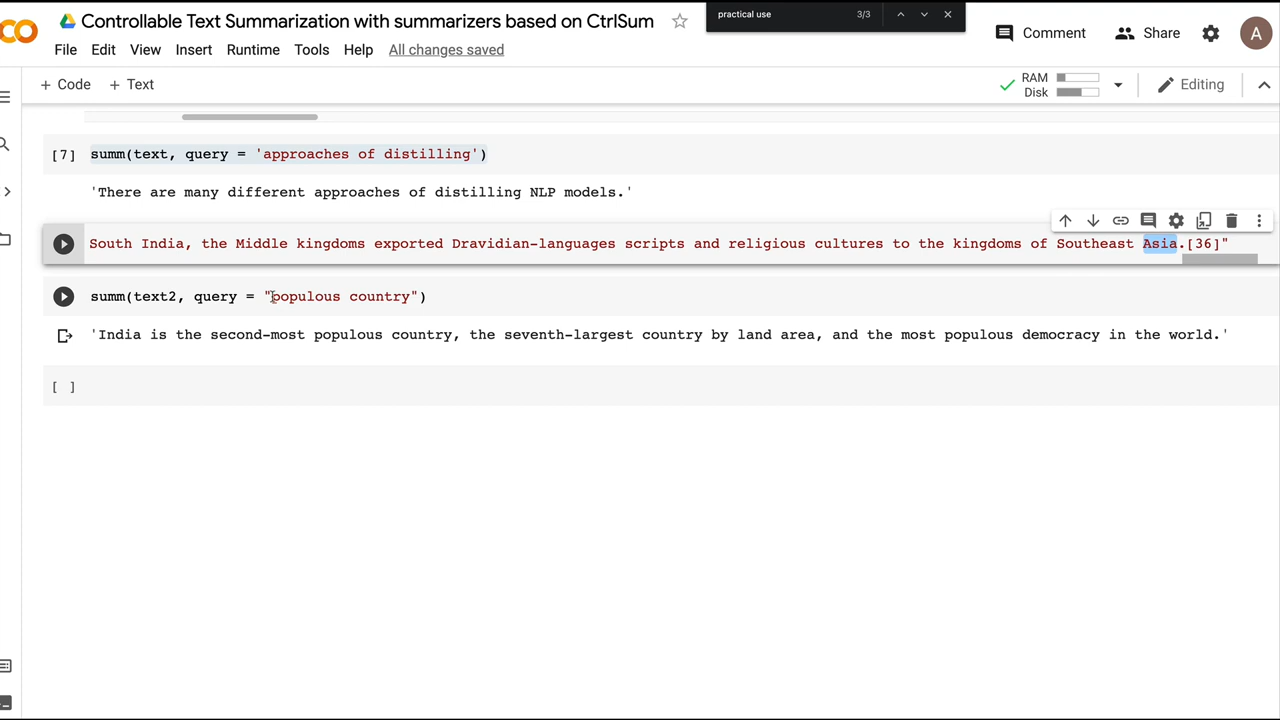 Controllable Text Summarization with summarizers based on CtrlSum
practical use 3/3
File Edit View Insert Runtime Tools Help All changes saved
Comment Share A
+ Code + Text
RAM
Disk
Editing
[7] summ(text, query = 'approaches of distilling')
'There are many different approaches of distilling NLP models.'
South India, the Middle kingdoms exported Dravidian-languages scripts and religious cultures to the kingdoms of Southeast Asia.[36]"
summ(text2, query = "populous country")
'India is the second-most populous country, the seventh-largest country by land area, and the most populous democracy in the world.'
[ ]